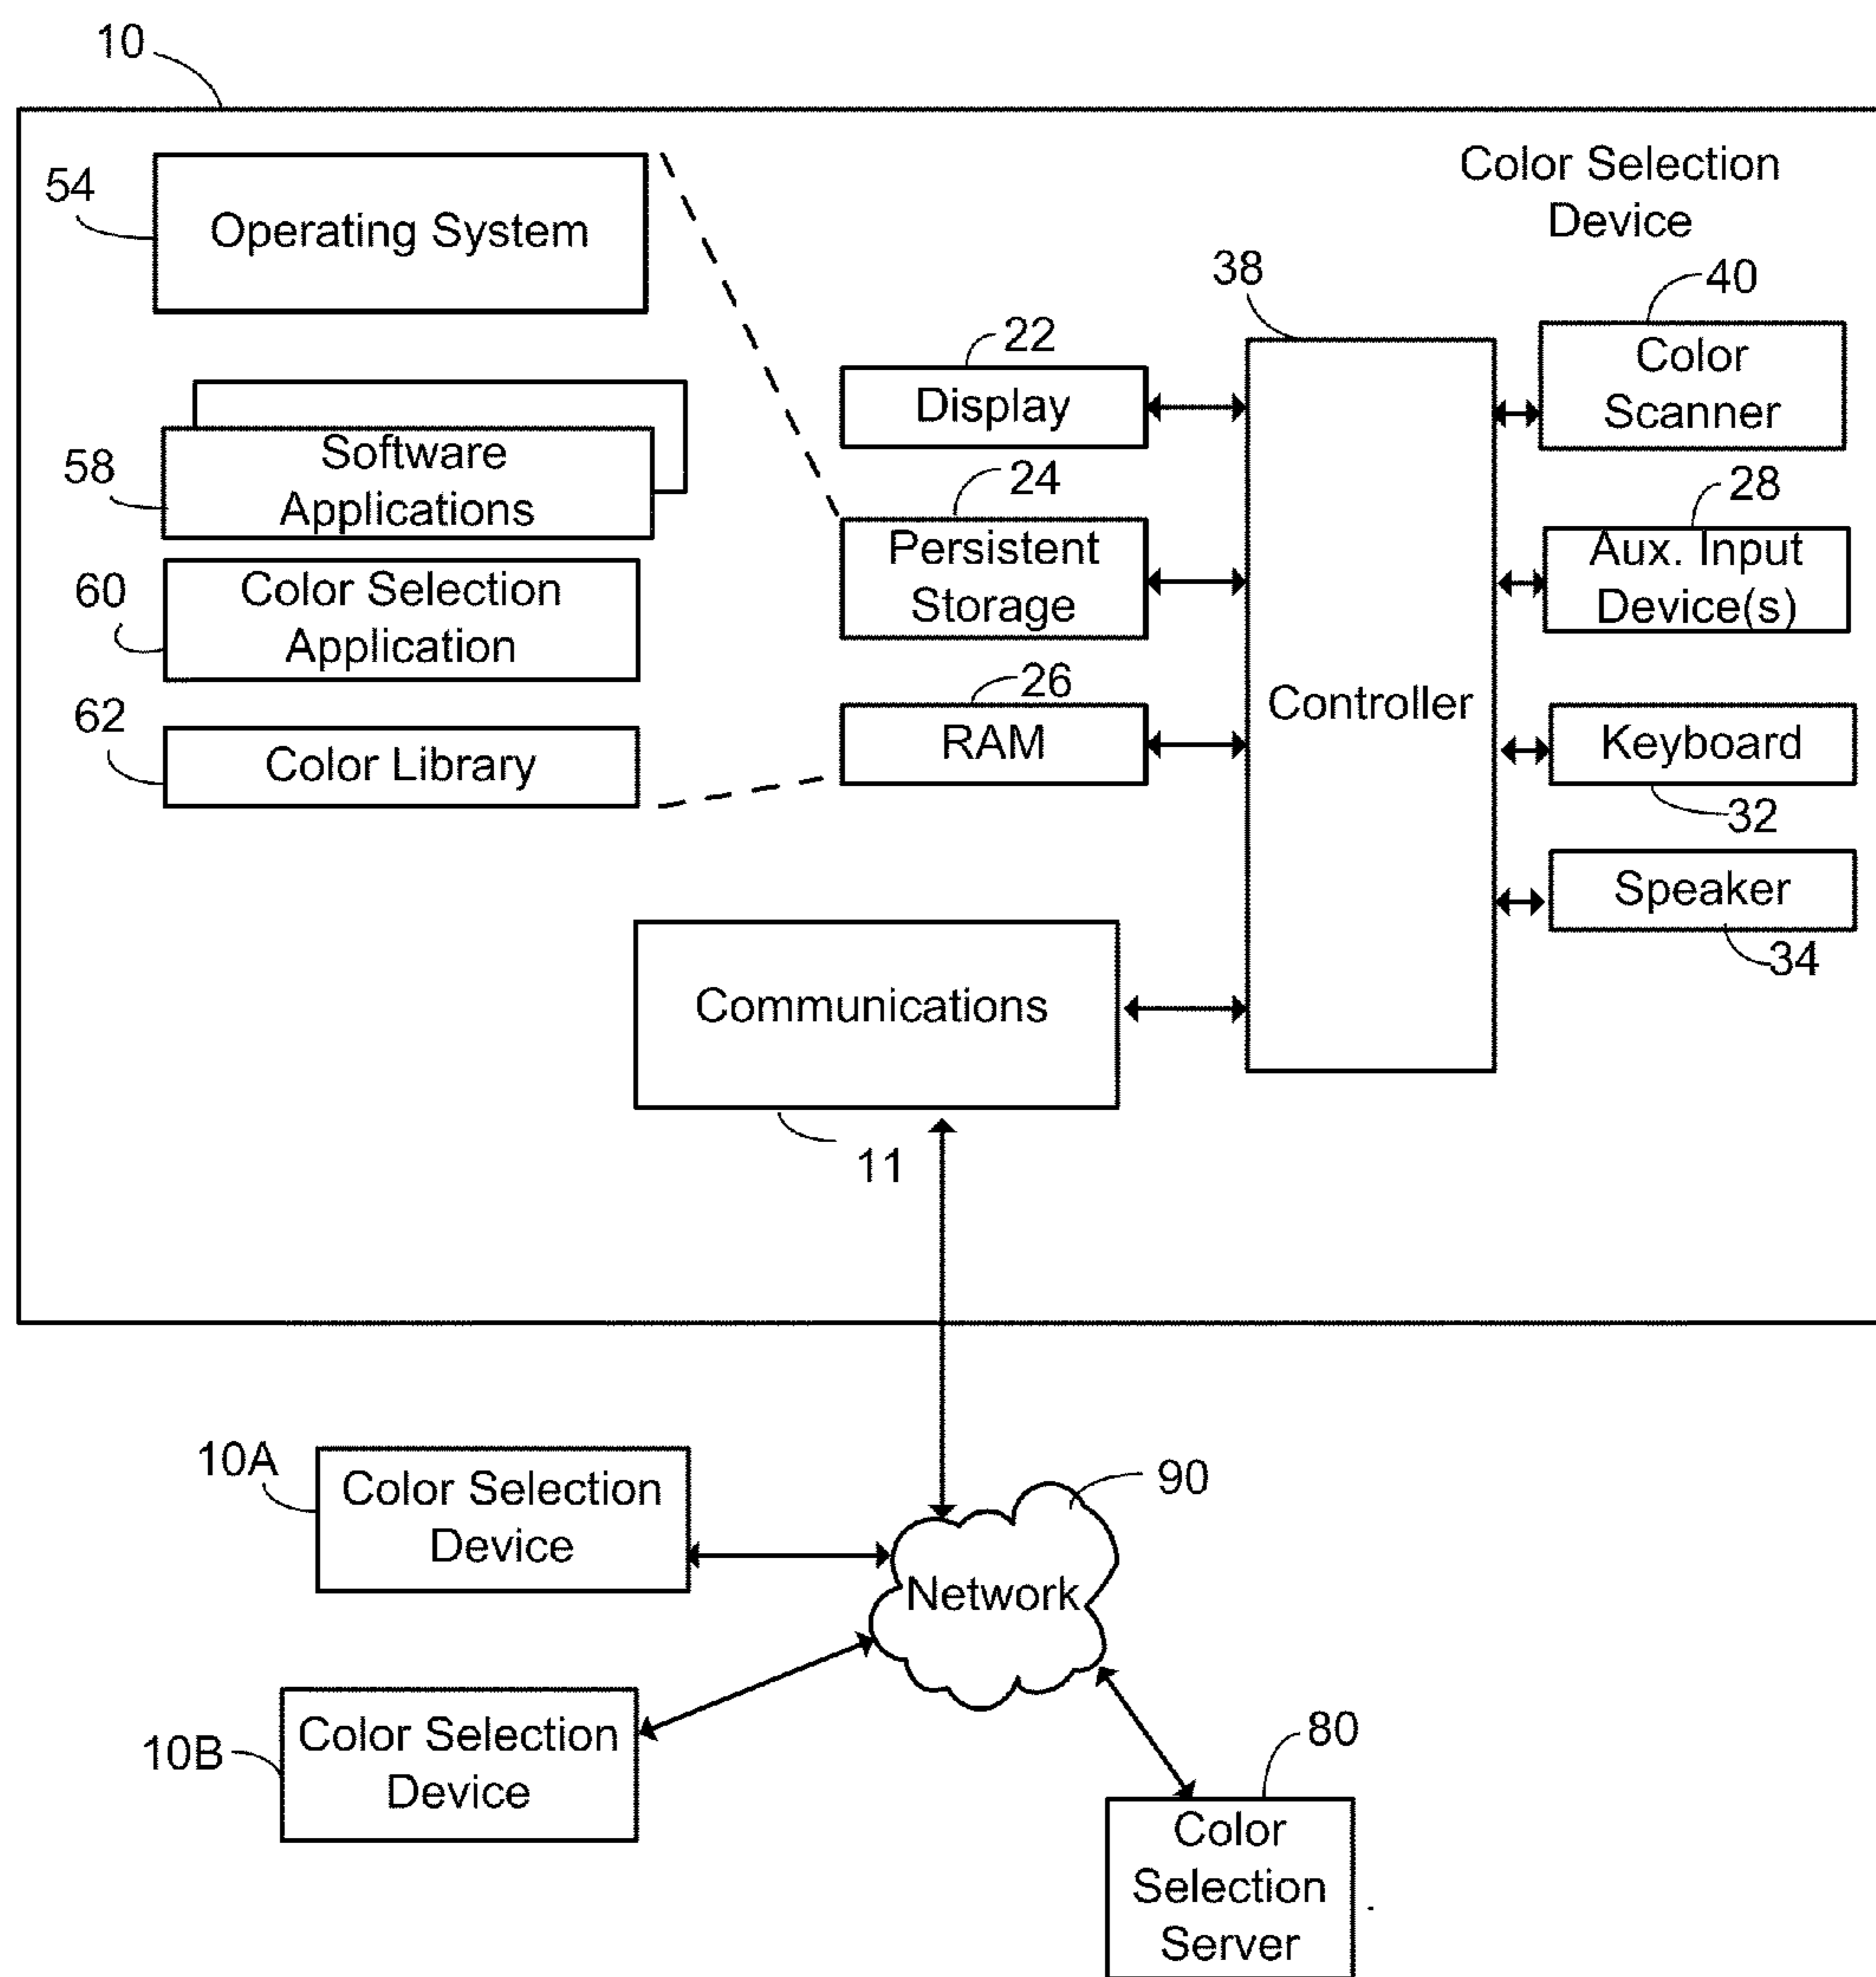 10
Color Selection
Device
54
Operating System
38
40
22
Color
Scanner
Display
58
Software
Applications
24
28
Persistent
Storage
Aux. Input
Device(s)
60
Color Selection
Application
26
Controller
62
Color Library
RAM
Keyboard
32
Speaker
34
Communications
11
10A
Color Selection
Device
90
Network
10B
Color Selection
Device
80
Color
Selection
Server